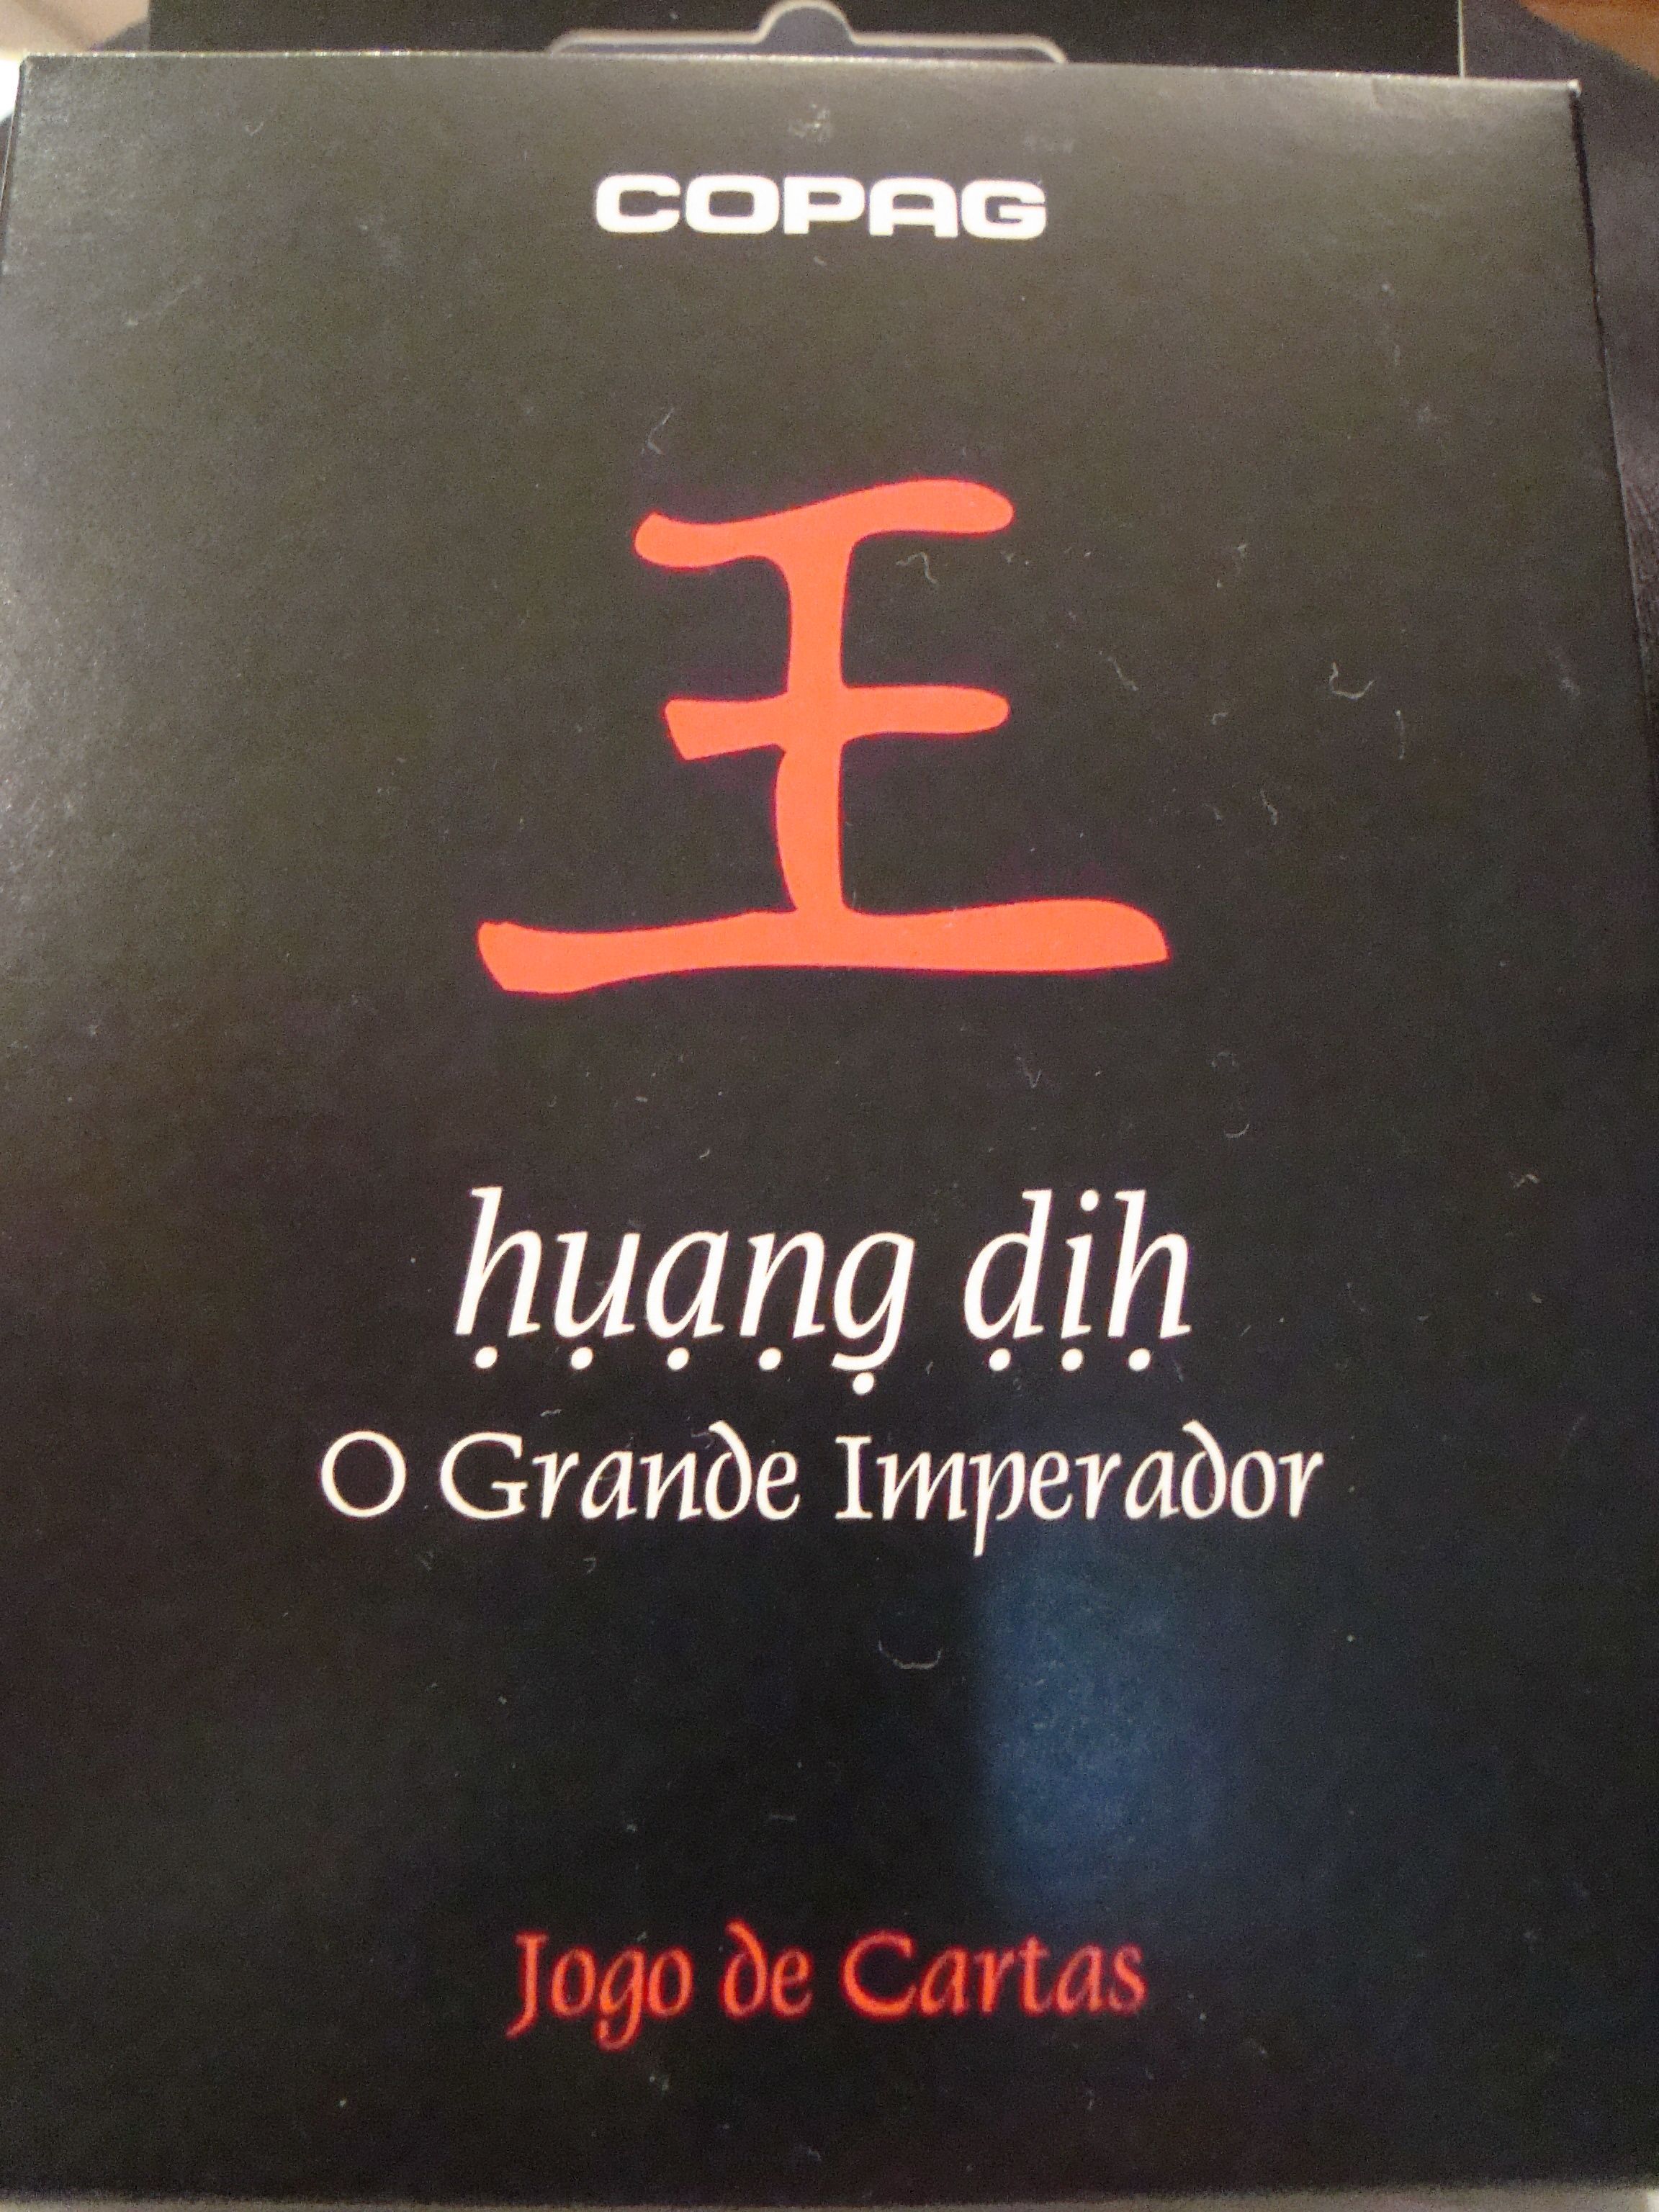 COPAG
王
ḥụạṇg̣ ḍịḥ
O Grande Imperador
Jogo de Cartas